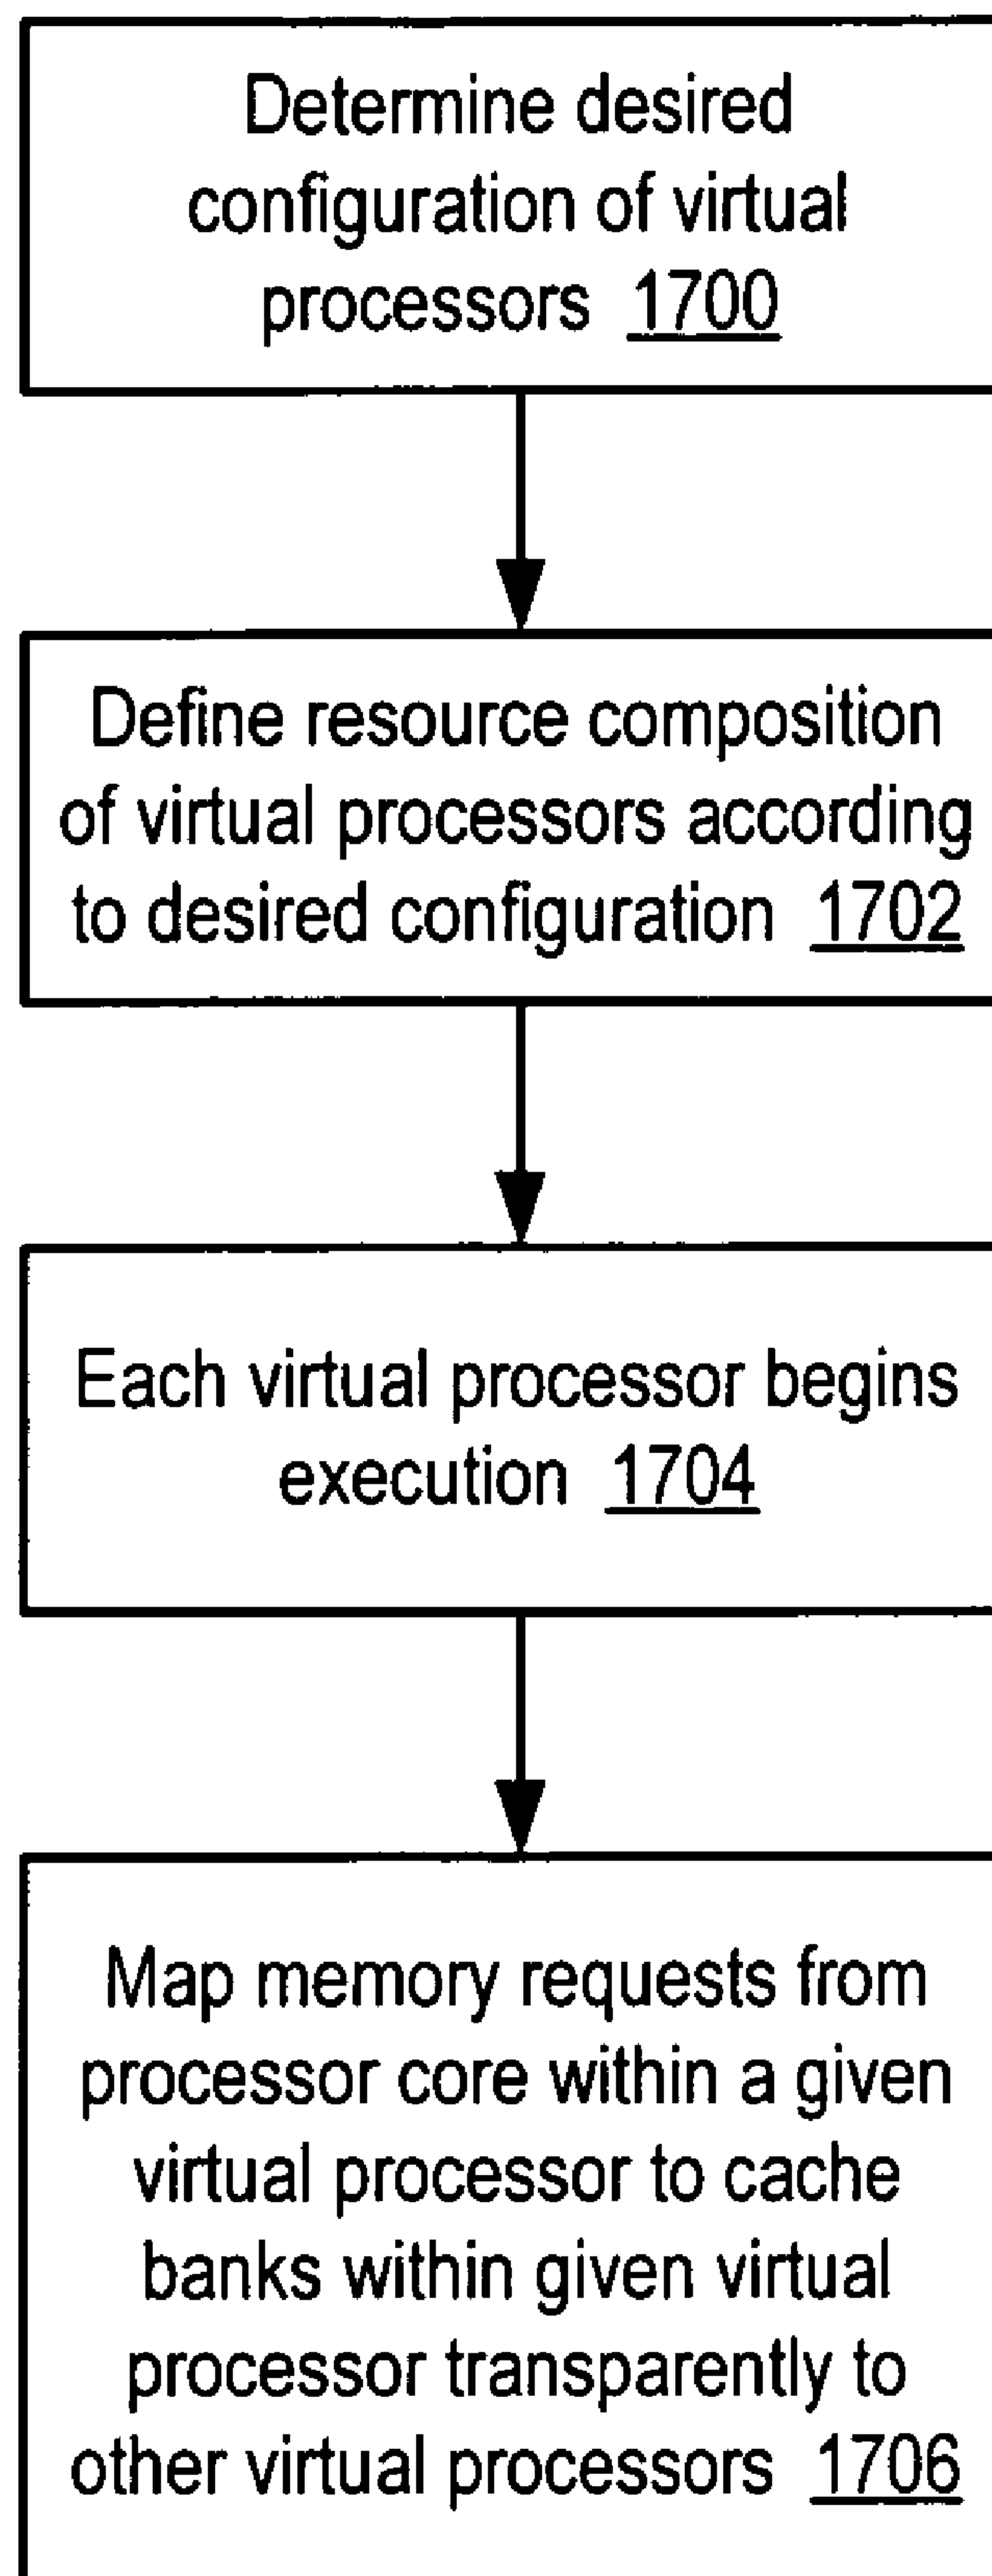 Determine desired
configuration of virtual
processors 1700
Define resource composition
of virtual processors according
to desired configuration 1702
Each virtual processor begins
execution 1704
Map memory requests from
processor core within a given
virtual processor to cache
banks within given virtual
processor transparently to
other virtual processors 1706